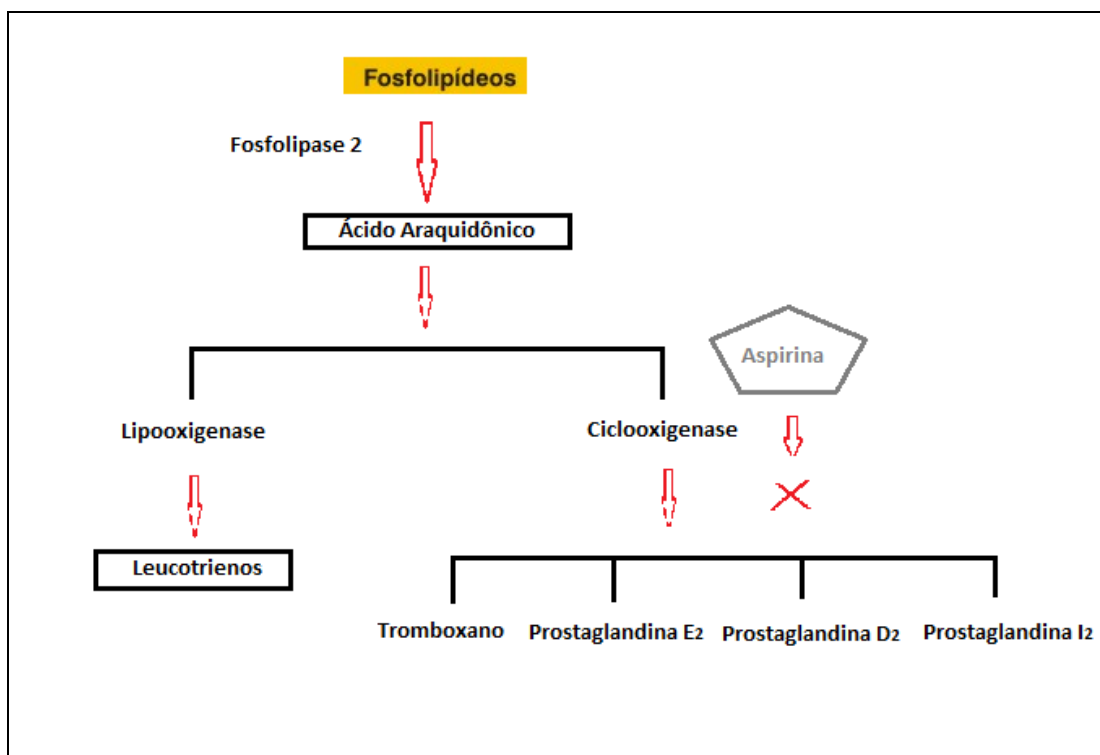 Fosfolipídeos
Fosfolipase 2
Ácido Araquidônico
Aspirina
Lipooxigenase
Ciclooxigenase
Leucotrienos
Tromboxano
Prostaglandina E2
Prostaglandina D2
Prostaglandina I2